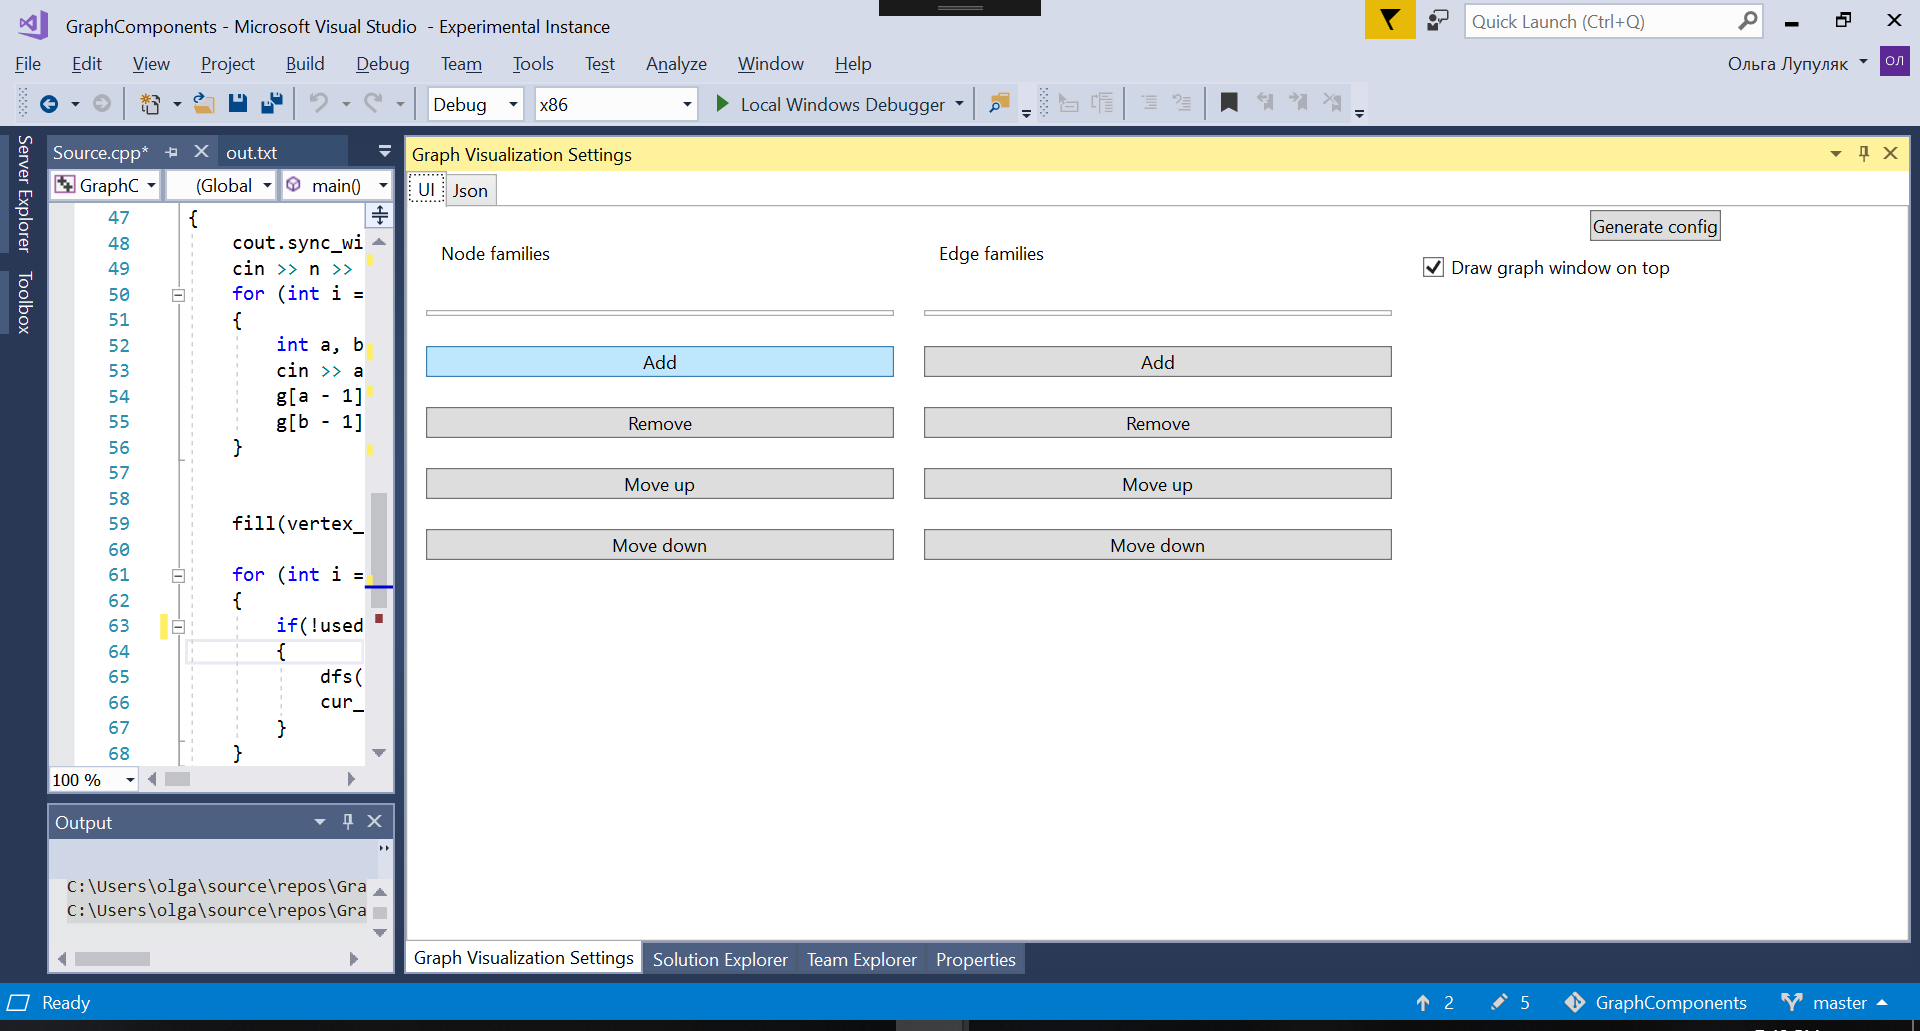 GraphComponents - Microsoft Visual Studio - Experimental Instance
Quick Launch (Ctrl+Q)
File Edit View Project Build Debug Team Tools Test Analyze Window Help
Ольга Лупуляк ОЛ
Debug x86 Local Windows Debugger
Server Explorer
Toolbox
Source.cpp* out.txt
GraphC (Global main()
47 {
48 cout.sync_wi
49 cin >> n >>
50 for (int i =
51 {
52 int a, b
53 cin >> a
54 g[a - 1]
55 g[b - 1]
56 }
57
58
59 fill(vertex_
60
61 for (int i =
62 {
63 if(!used
64 {
65 dfs(
66 cur_
67 }
68 }
100 %
Output
C:\Users\olga\source\repos\Gra
C:\Users\olga\source\repos\Gra
Graph Visualization Settings
UI Json
Generate config
Node families Edge families
Draw graph window on top
Add Add
Remove Remove
Move up Move up
Move down Move down
Graph Visualization Settings Solution Explorer Team Explorer Properties
Ready 2 5 GraphComponents master